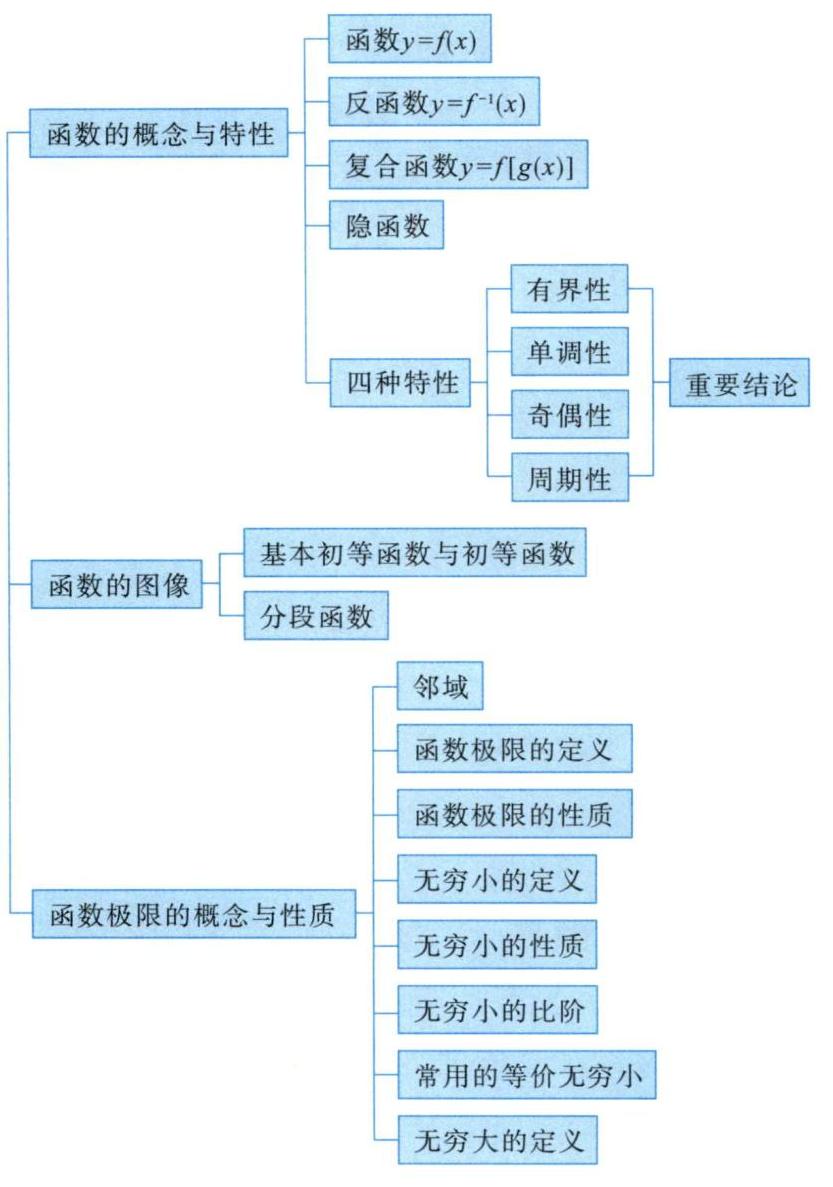 函数y=f(x)
反函数y=f⁻¹(x)
函数的概念与特性
复合函数y=f[g(x)]
隐函数
有界性
单调性
四种特性
重要结论
奇偶性
周期性
基本初等函数与初等函数
函数的图像
分段函数
邻域
函数极限的定义
函数极限的性质
无穷小的定义
函数极限的概念与性质
无穷小的性质
无穷小的比阶
常用的等价无穷小
无穷大的定义